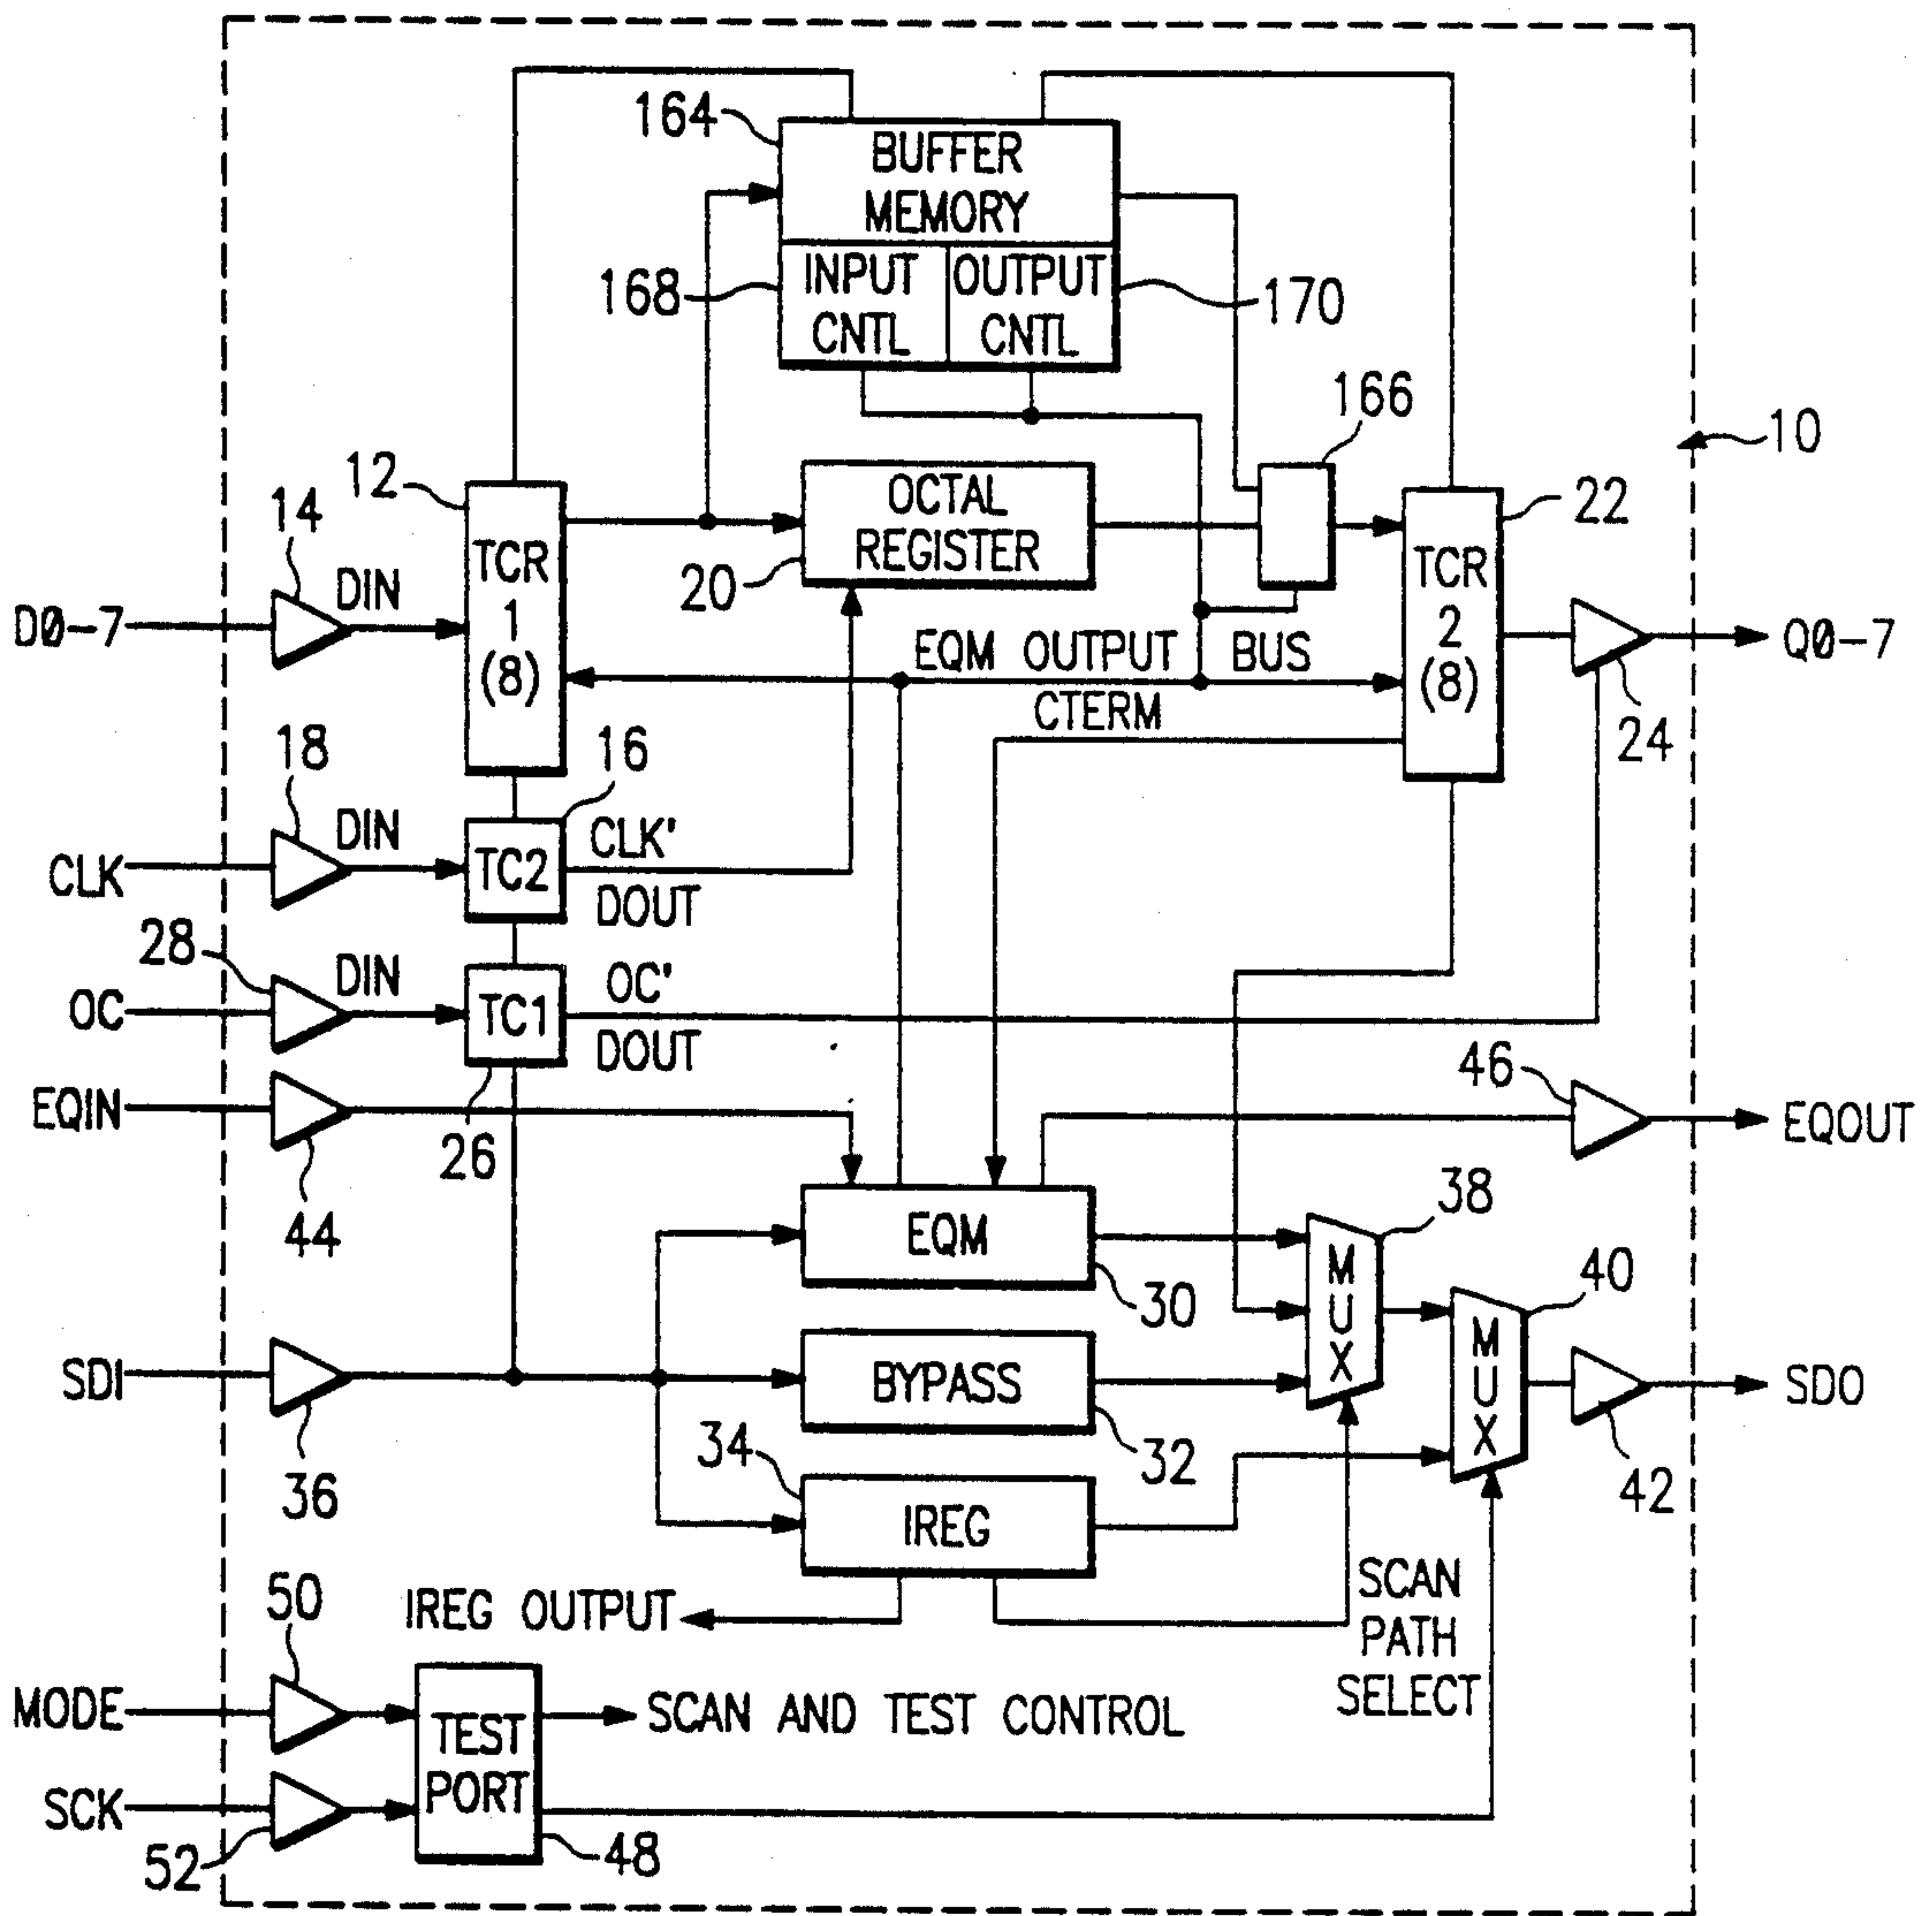 164
BUFFER
MEMORY
168
INPUT
CNTL
OUTPUT
CNTL
170
166
10
12
14
D0-7
DIN
TCR
1
(8)
OCTAL
REGISTER
20
22
TCR
2
(8)
Q0-7
24
EQM OUTPUT BUS
CTERM
18
CLK
DIN
16
TC2
CLK'
DOUT
28
OC
DIN
TC1
OC'
DOUT
26
EQIN
44
46
EQOUT
EQM
30
38
MUX
40
MUX
SDI
36
BYPASS
32
SDO
42
34
IREG
IREG OUTPUT
SCAN
PATH
SELECT
50
MODE
TEST
PORT
SCAN AND TEST CONTROL
SCK
52
48